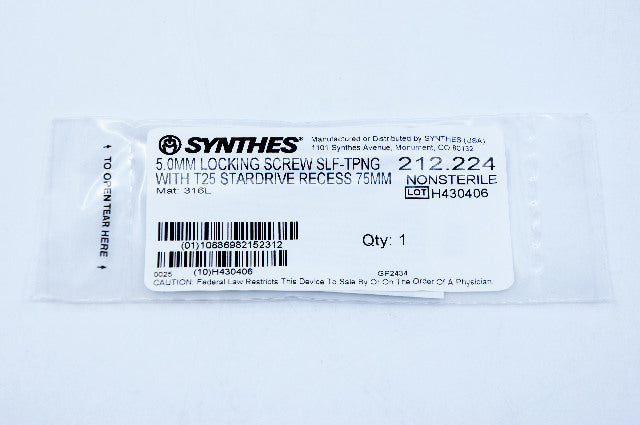 SYNTHES®
Manufactured or Distributed by SYNTHES (USA)
1101 Synthes Avenue, Monument, CO 80132
5.0MM LOCKING SCREW SLF-TPNG
212.224
WITH T25 STARDRIVE RECESS 75MM
NONSTERILE
Mat: 316L
LOT H430406
(01)10886982152312
Qty: 1
(10)H430406
0025
GP2434
CAUTION: Federal Law Restricts This Device To Sale By Or On The Order Of A Physician.
↑ TO OPEN TEAR HERE ↑